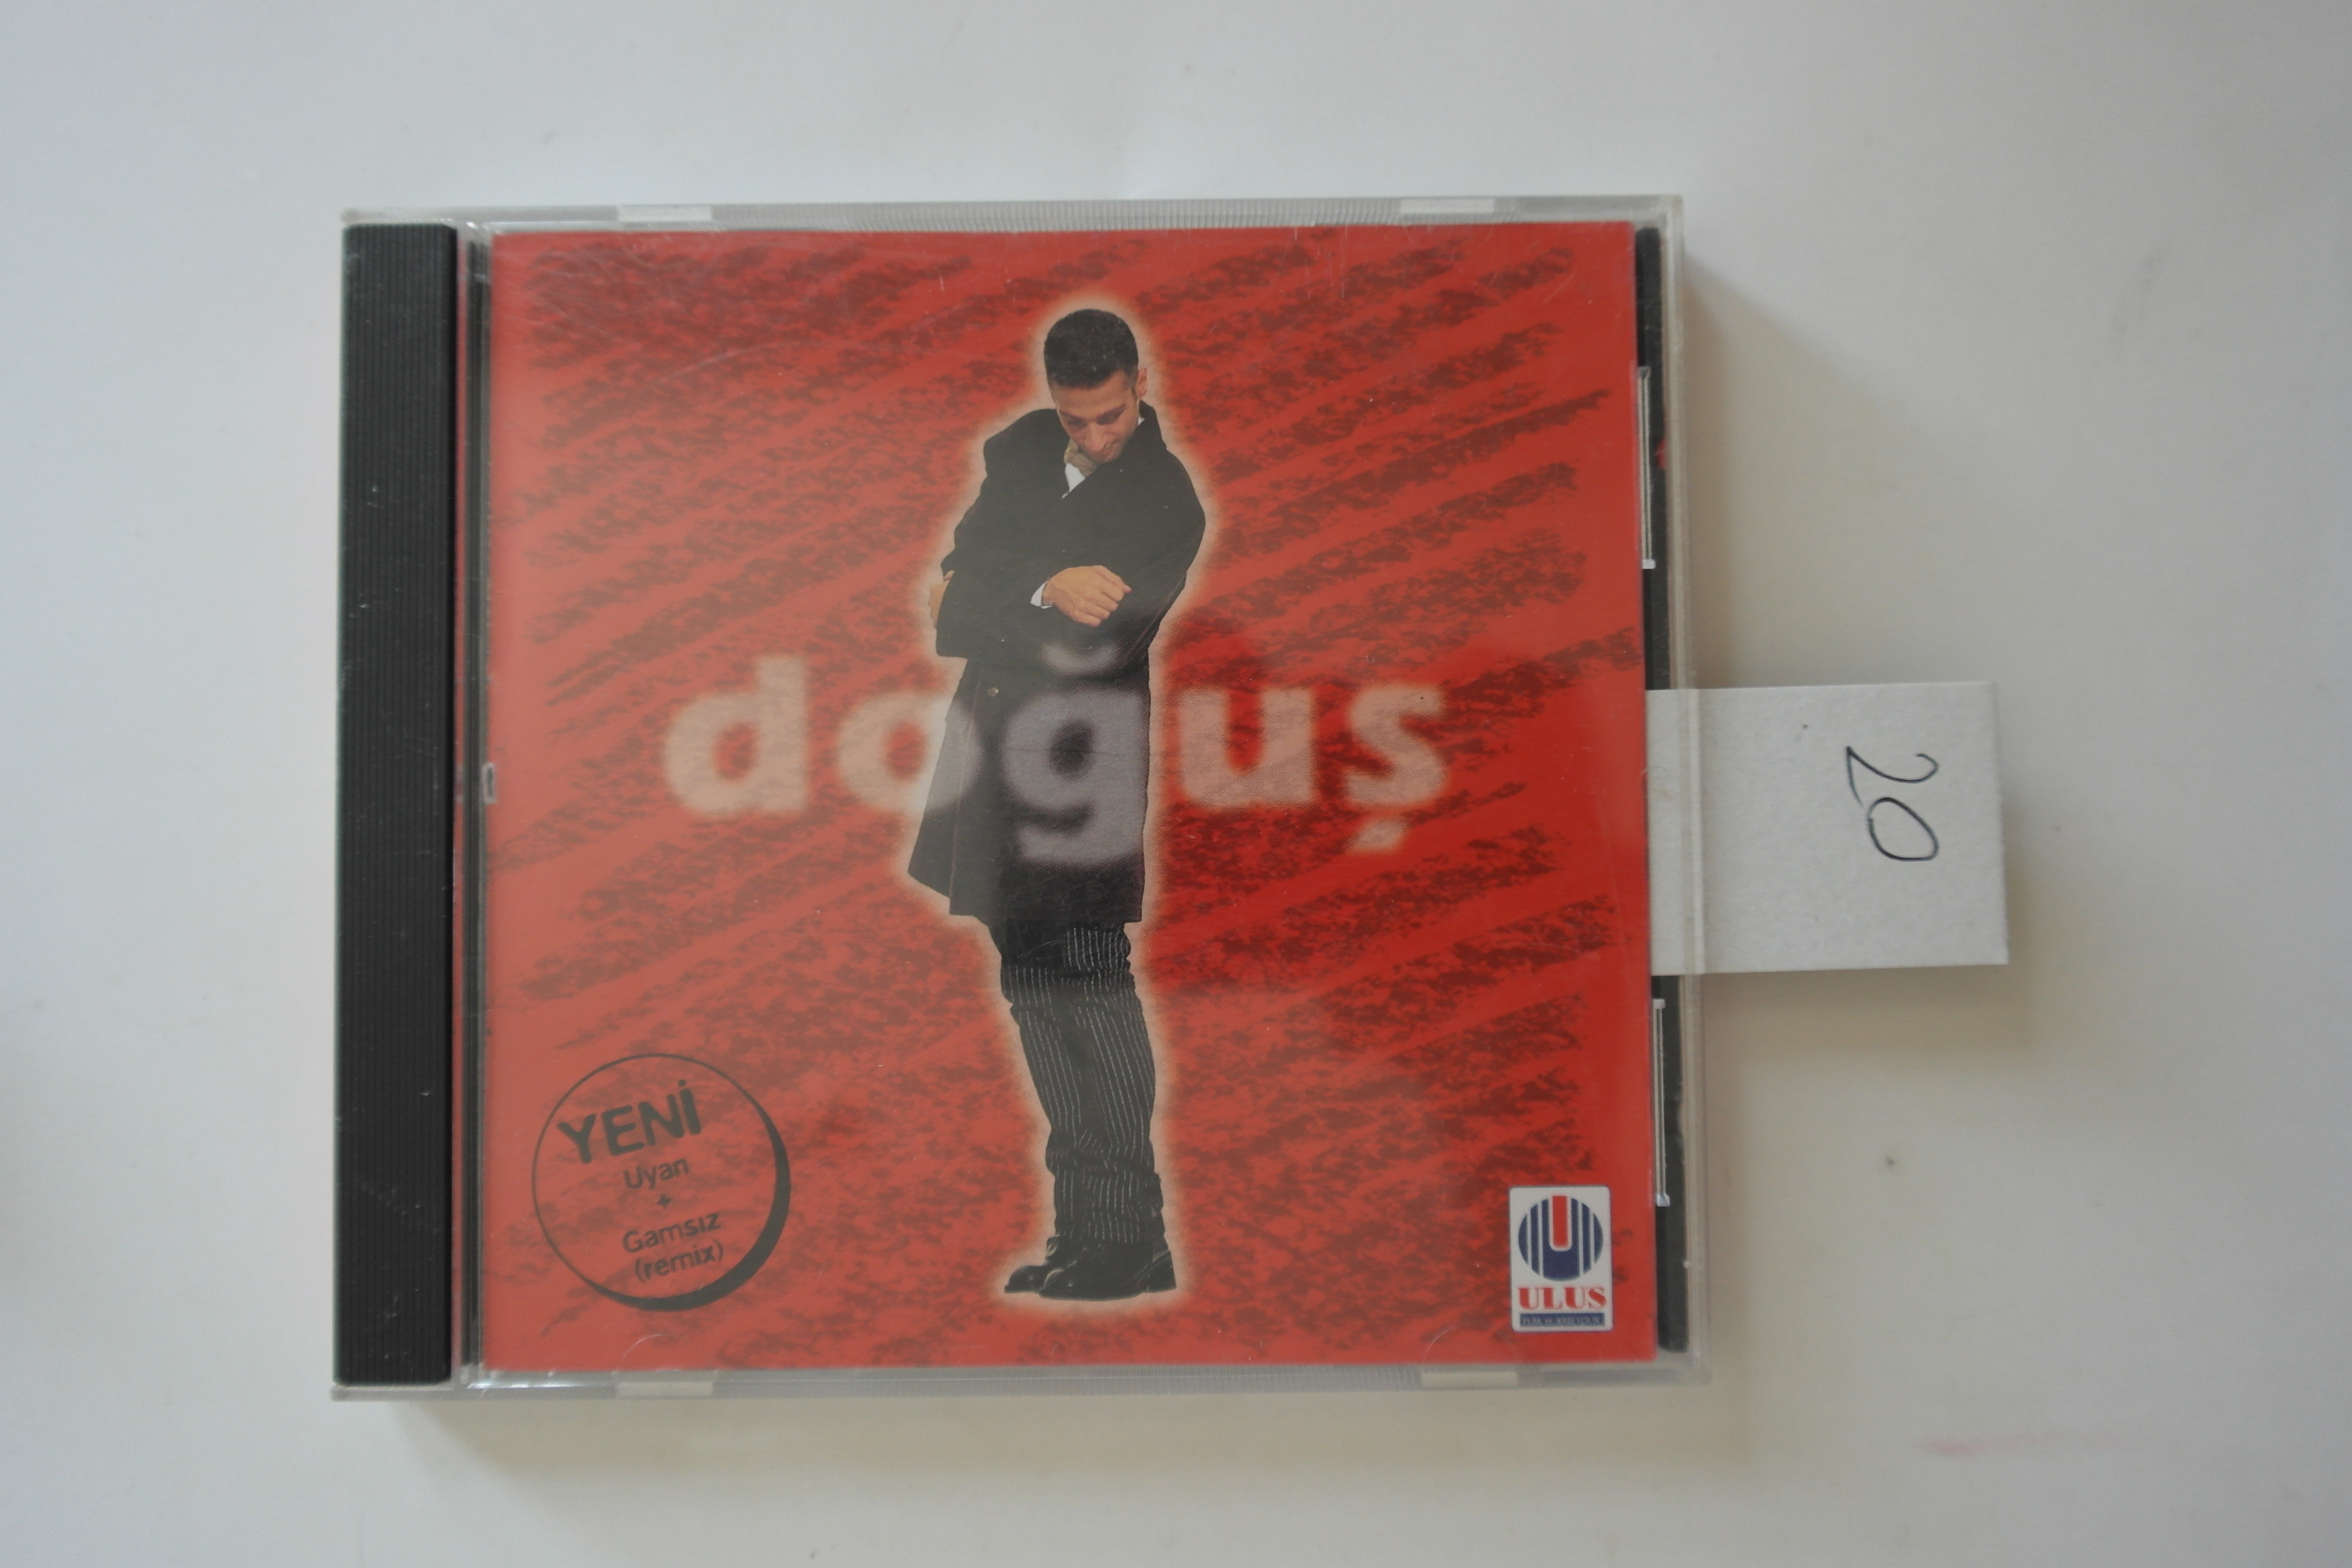 doğuş
YENİ
Uyan
+
Gamsız
(remix)
ULUS
20